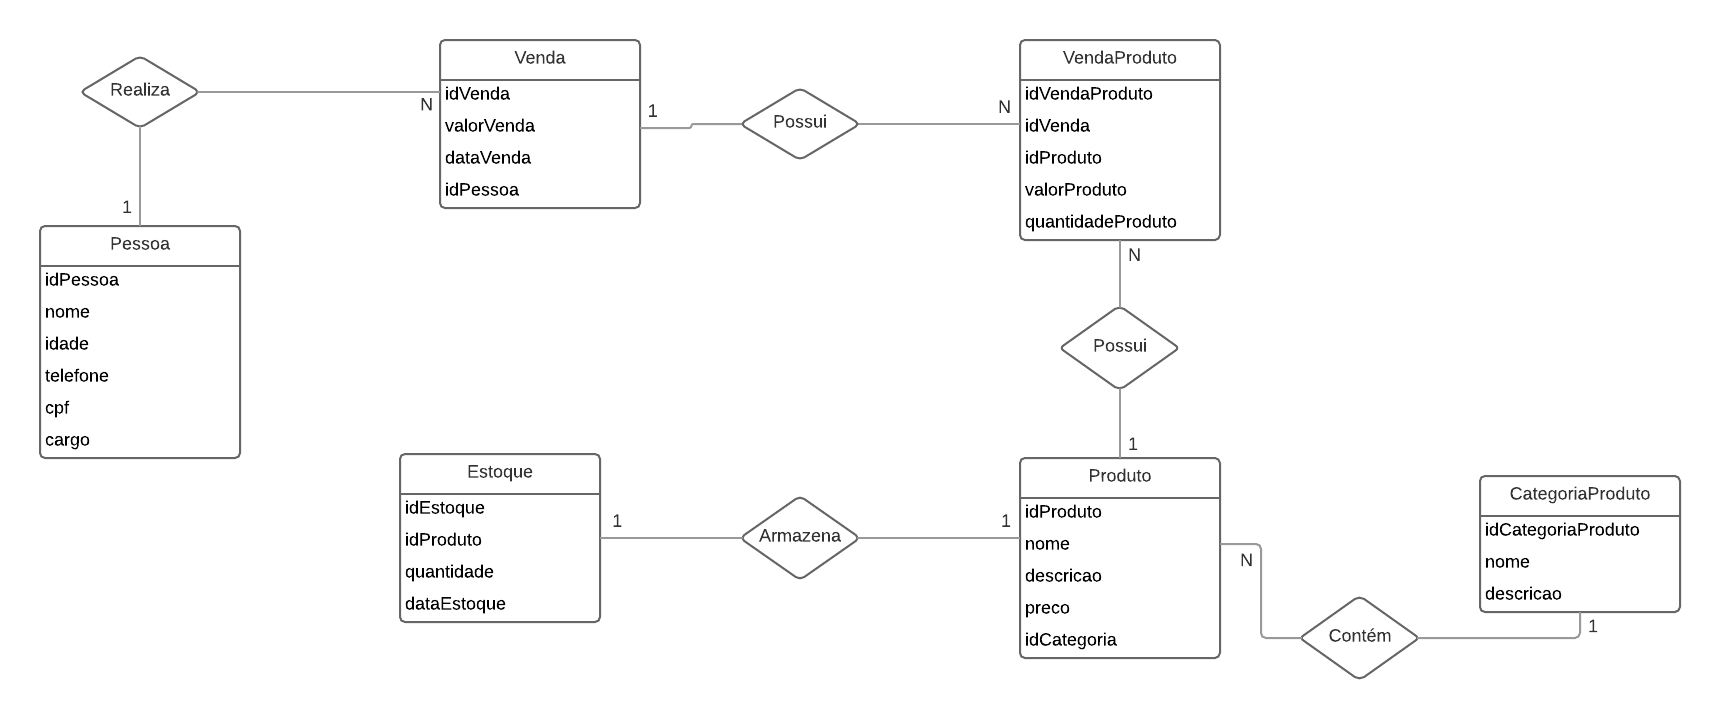 Realiza
N
1
Venda
idVenda
valorVenda
dataVenda
idPessoa
1
Possui
N
VendaProduto
idVendaProduto
idVenda
idProduto
valorProduto
quantidadeProduto
N
Possui
1
Pessoa
idPessoa
nome
idade
telefone
cpf
cargo
Estoque
idEstoque
idProduto
quantidade
dataEstoque
1
Armazena
1
Produto
idProduto
nome
descricao
preco
idCategoria
N
Contém
1
CategoriaProduto
idCategoriaProduto
nome
descricao